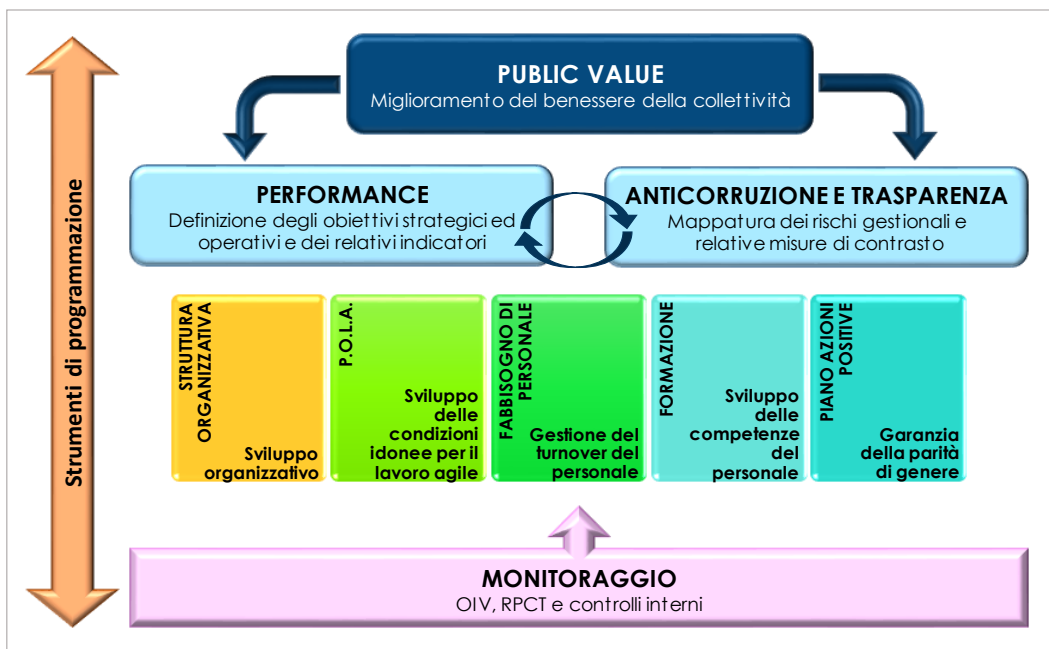 Strumenti di programmazione
PUBLIC VALUE
Miglioramento del benessere della collettività
PERFORMANCE
Definizione degli obiettivi strategici ed
operativi e dei relativi indicatori
ANTICORRUZIONE E TRASPARENZA
Mappatura dei rischi gestionali e
relative misure di contrasto
STRUTTURA
ORGANIZZATIVA
Sviluppo
organizzativo
P.O.L.A.
Sviluppo
delle
condizioni
idonee per il
lavoro agile
FABBISOGNO DI
PERSONALE
Gestione del
turnover del
personale
FORMAZIONE
Sviluppo
delle
competenze
del
personale
PIANO AZIONI
POSITIVE
Garanzia
della parità
di genere
MONITORAGGIO
OIV, RPCT e controlli interni